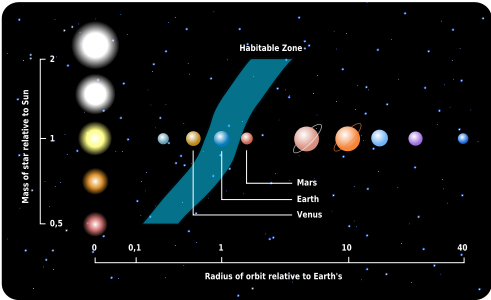 Habitable Zone
Mass of star relative to Sun
2
1
0,5
Mars
Earth
Venus
0 0,1 1 10 40
Radius of orbit relative to Earth's